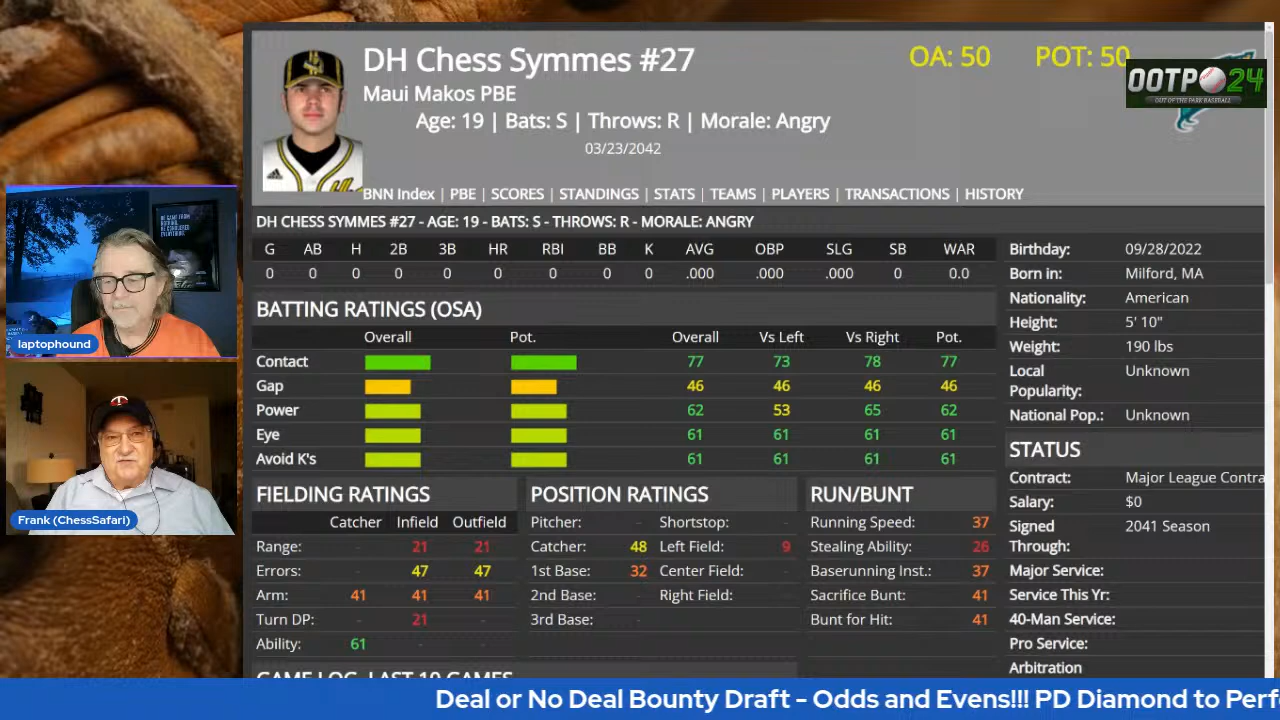 DH Chess Symmes #27
OA: 50 POT: 50
OOTP 24
OUT OF THE PARK BASEBALL
Maui Makos PBE
Age: 19 | Bats: S | Throws: R | Morale: Angry
03/23/2042
BNN Index | PBE | SCORES | STANDINGS | STATS | TEAMS | PLAYERS | TRANSACTIONS | HISTORY
DH CHESS SYMMES #27 - AGE: 19 - BATS: S - THROWS: R - MORALE: ANGRY
G AB H 2B 3B HR RBI BB K AVG OBP SLG SB WAR
0 0 0 0 0 0 0 0 0 .000 .000 .000 0 0.0
BATTING RATINGS (OSA)
Overall Pot. Overall Vs Left Vs Right Pot.
Contact 77 73 78 77
Gap 46 46 46 46
Power 62 53 65 62
Eye 61 61 61 61
Avoid K's 61 61 61 61
FIELDING RATINGS
Catcher Infield Outfield
Range: - 21 21
Errors: - 47 47
Arm: 41 41 41
Turn DP: - 21 -
Ability: 61 - -
POSITION RATINGS
Pitcher: - Shortstop: -
Catcher: 48 Left Field: 9
1st Base: 32 Center Field: -
2nd Base: - Right Field: -
3rd Base: -
RUN/BUNT
Running Speed: 37
Stealing Ability: 26
Baserunning Inst.: 37
Sacrifice Bunt: 41
Bunt for Hit: 41
GAME LOG, LAST 10 GAMES
Birthday: 09/28/2022
Born in: Milford, MA
Nationality: American
Height: 5' 10"
Weight: 190 lbs
Local Popularity: Unknown
National Pop.: Unknown
STATUS
Contract: Major League Contra
Salary: $0
Signed Through: 2041 Season
Major Service:
Service This Yr:
40-Man Service:
Pro Service:
Arbitration
laptophound
Frank (ChessSafari)
Deal or No Deal Bounty Draft - Odds and Evens!!! PD Diamond to Perf